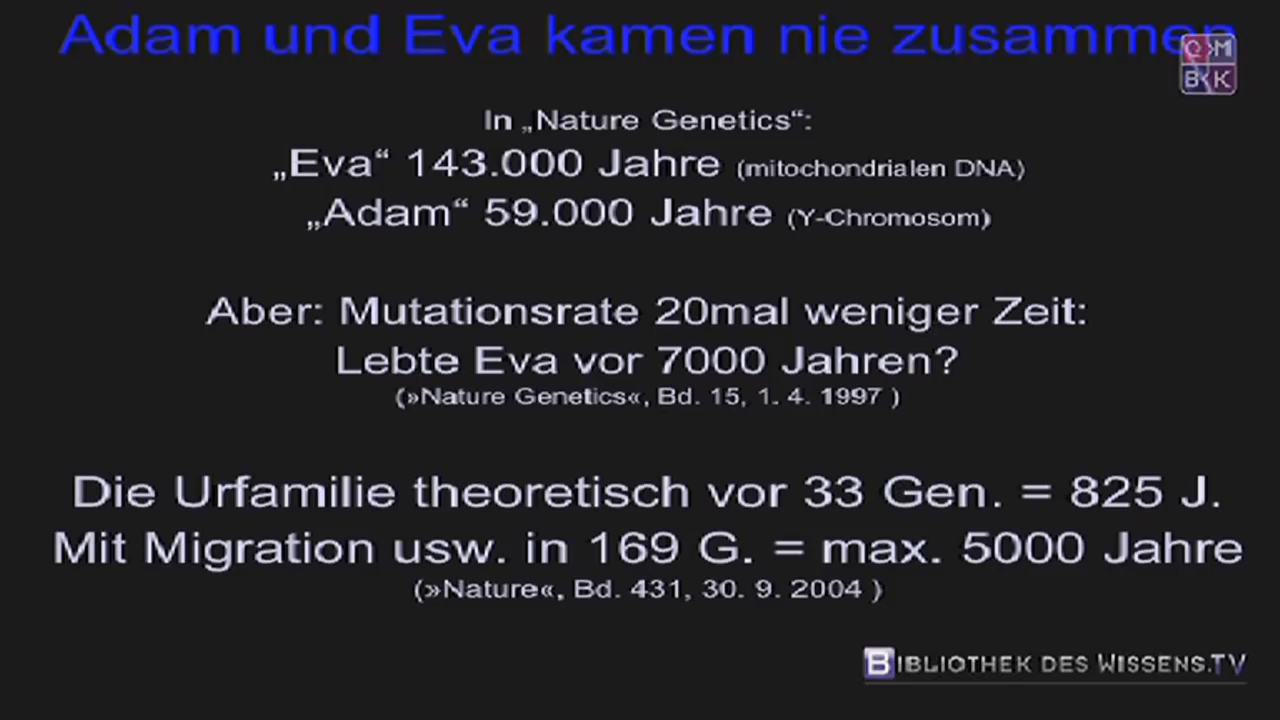 Adam und Eva kamen nie zusammen
Q›M
B‹K
In „Nature Genetics“:
„Eva“ 143.000 Jahre (mitochondrialen DNA)
„Adam“ 59.000 Jahre (Y-Chromosom)
Aber: Mutationsrate 20mal weniger Zeit:
Lebte Eva vor 7000 Jahren?
(»Nature Genetics«, Bd. 15, 1. 4. 1997 )
Die Urfamilie theoretisch vor 33 Gen. = 825 J.
Mit Migration usw. in 169 G. = max. 5000 Jahre
(»Nature«, Bd. 431, 30. 9. 2004 )
BIBLIOTHEK DES WISSENS.TV